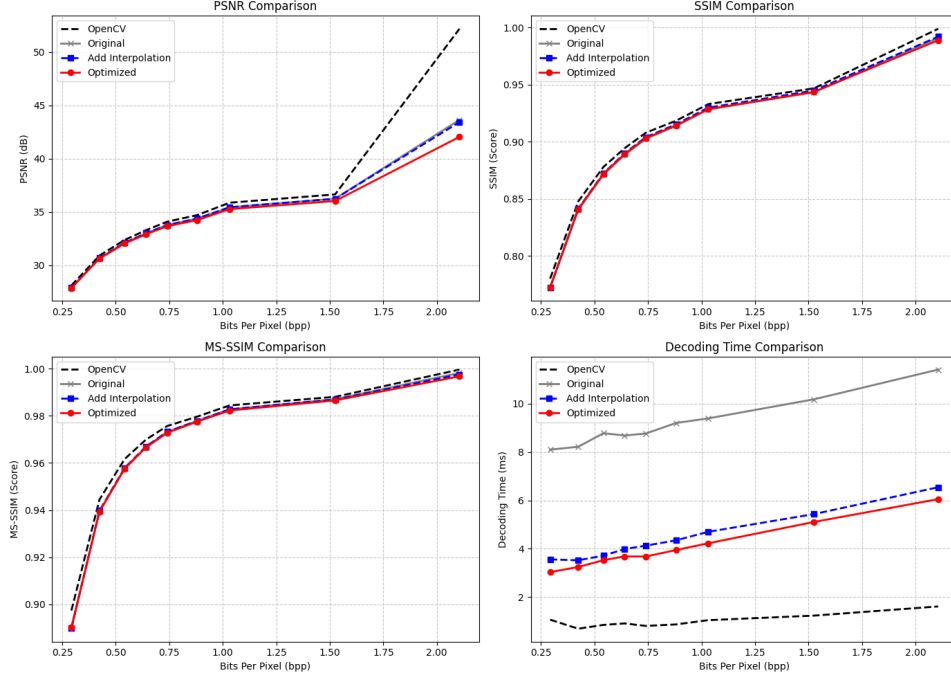 PSNR Comparison
OpenCV
Original
Add Interpolation
Optimized
50
45
40
35
30
PSNR (dB)
0.25 0.50 0.75 1.00 1.25 1.50 1.75 2.00
Bits Per Pixel (bpp)
SSIM Comparison
OpenCV
Original
Add Interpolation
Optimized
1.00
0.95
0.90
0.85
0.80
SSIM (Score)
0.25 0.50 0.75 1.00 1.25 1.50 1.75 2.00
Bits Per Pixel (bpp)
MS-SSIM Comparison
OpenCV
Original
Add Interpolation
Optimized
1.00
0.98
0.96
0.94
0.92
0.90
MS-SSIM (Score)
0.25 0.50 0.75 1.00 1.25 1.50 1.75 2.00
Bits Per Pixel (bpp)
Decoding Time Comparison
OpenCV
Original
Add Interpolation
Optimized
10
8
6
4
2
Decoding Time (ms)
0.25 0.50 0.75 1.00 1.25 1.50 1.75 2.00
Bits Per Pixel (bpp)